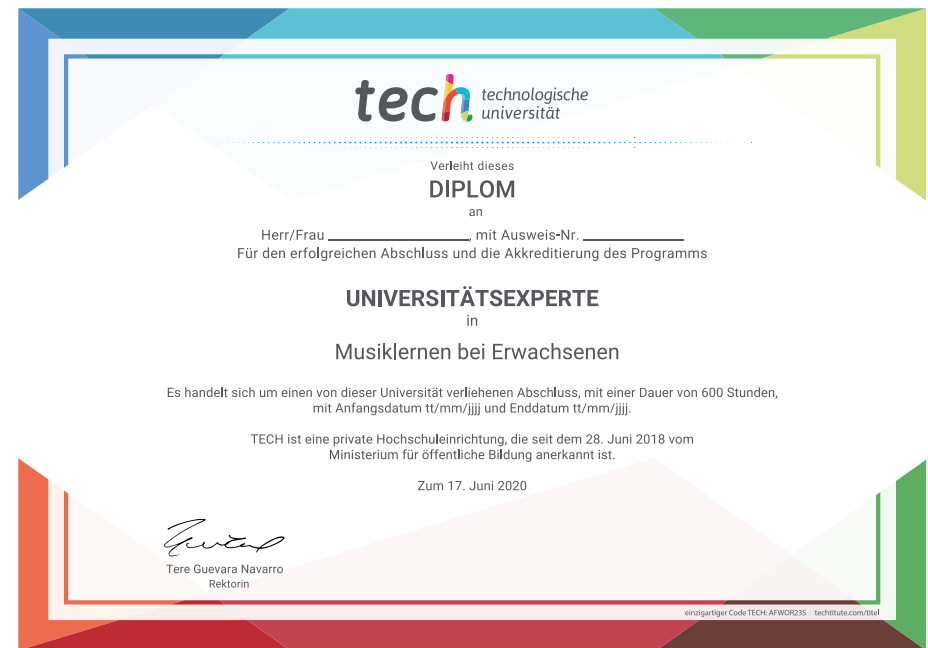 tech technologische
universität
Verleiht dieses
DIPLOM
an
Herr/Frau ________________, mit Ausweis-Nr. ____________
Für den erfolgreichen Abschluss und die Akkreditierung des Programms
UNIVERSITÄTSEXPERTE
in
Musiklernen bei Erwachsenen
Es handelt sich um einen von dieser Universität verliehenen Abschluss, mit einer Dauer von 600 Stunden,
mit Anfangsdatum tt/mm/jjjj und Enddatum tt/mm/jjjj.
TECH ist eine private Hochschuleinrichtung, die seit dem 28. Juni 2018 vom
Ministerium für öffentliche Bildung anerkannt ist.
Zum 17. Juni 2020
Tere Guevara Navarro
Rektorin
einzigartiger Code TECH: AFWOR23S techtitute.com/titel